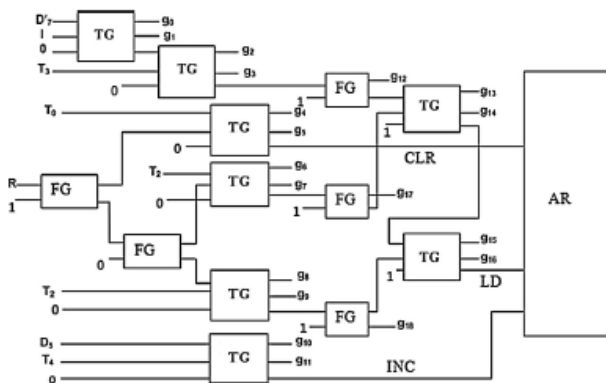 D'7 g0
I TG g1
0 g2
T3 TG g3
0 FG g12
1 TG g13
g14
1
T0 g4
TG g5
0 CLR
R FG
1
T2 g6
TG g7
0 FG g17
1
FG
0
AR
g15
TG g16
1 LD
T2 g8
TG g9
0 FG
1 g18
D5 g10
T4 TG g11
0 INC